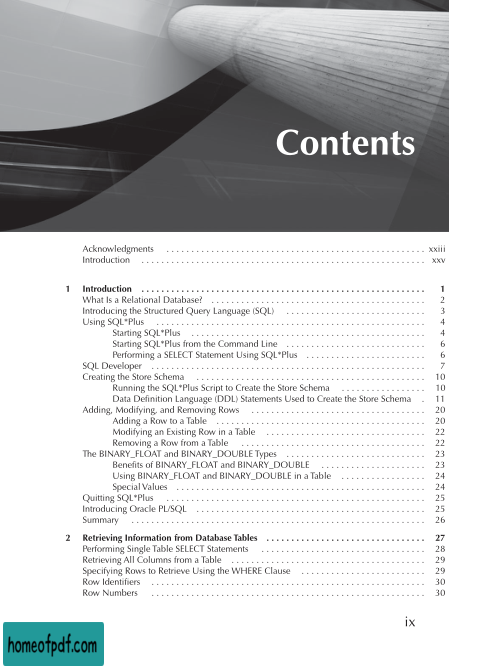 Contents
Acknowledgments . . . . . . . . . . . . . . . . . . . . . . . . . . . . . . xxiii
Introduction . . . . . . . . . . . . . . . . . . . . . . . . . . . . . . xxv
1 Introduction . . . . . . . . . . . . . . . . . . . . . . . . . . . . . . 1
What Is a Relational Database? . . . . . . . . . . . . . . . . . . . . 2
Introducing the Structured Query Language (SQL) . . . . . . . . . . . . . . . . . . . . 3
Using SQL*Plus . . . . . . . . . . . . . . . . . . . . 4
Starting SQL*Plus . . . . . . . . . . . . . . . . . . . . 4
Starting SQL*Plus from the Command Line . . . . . . . . . . . . . . . . . . . . 6
Performing a SELECT Statement Using SQL*Plus . . . . . . . . . . . . . . . . . . . . 6
SQL Developer . . . . . . . . . . . . . . . . . . . . 7
Creating the Store Schema . . . . . . . . . . . . . . . . . . . . 10
Running the SQL*Plus Script to Create the Store Schema . . . . . . . . . . . . . . . 10
Data Definition Language (DDL) Statements Used to Create the Store Schema . 11
Adding, Modifying, and Removing Rows . . . . . . . . . . . . . . . . . . . . 20
Adding a Row to a Table . . . . . . . . . . . . . . . . . . . . 20
Modifying an Existing Row in a Table . . . . . . . . . . . . . . . . . . . . 22
Removing a Row from a Table . . . . . . . . . . . . . . . . . . . . 22
The BINARY_FLOAT and BINARY_DOUBLE Types . . . . . . . . . . . . . . . . . . . . 23
Benefits of BINARY_FLOAT and BINARY_DOUBLE . . . . . . . . . . . . . . . . . . 23
Using BINARY_FLOAT and BINARY_DOUBLE in a Table . . . . . . . . . . . . . . . 24
Special Values . . . . . . . . . . . . . . . . . . . . 24
Quitting SQL*Plus . . . . . . . . . . . . . . . . . . . . 25
Introducing Oracle PL/SQL . . . . . . . . . . . . . . . . . . . . 25
Summary . . . . . . . . . . . . . . . . . . . . 26
2 Retrieving Information from Database Tables . . . . . . . . . . . . . . . . . . . . 27
Performing Single Table SELECT Statements . . . . . . . . . . . . . . . . . . . . 28
Retrieving All Columns from a Table . . . . . . . . . . . . . . . . . . . . 29
Specifying Rows to Retrieve Using the WHERE Clause . . . . . . . . . . . . . . . . . . . . 29
Row Identifiers . . . . . . . . . . . . . . . . . . . . 30
Row Numbers . . . . . . . . . . . . . . . . . . . . 30
ix
homeofpdf.com